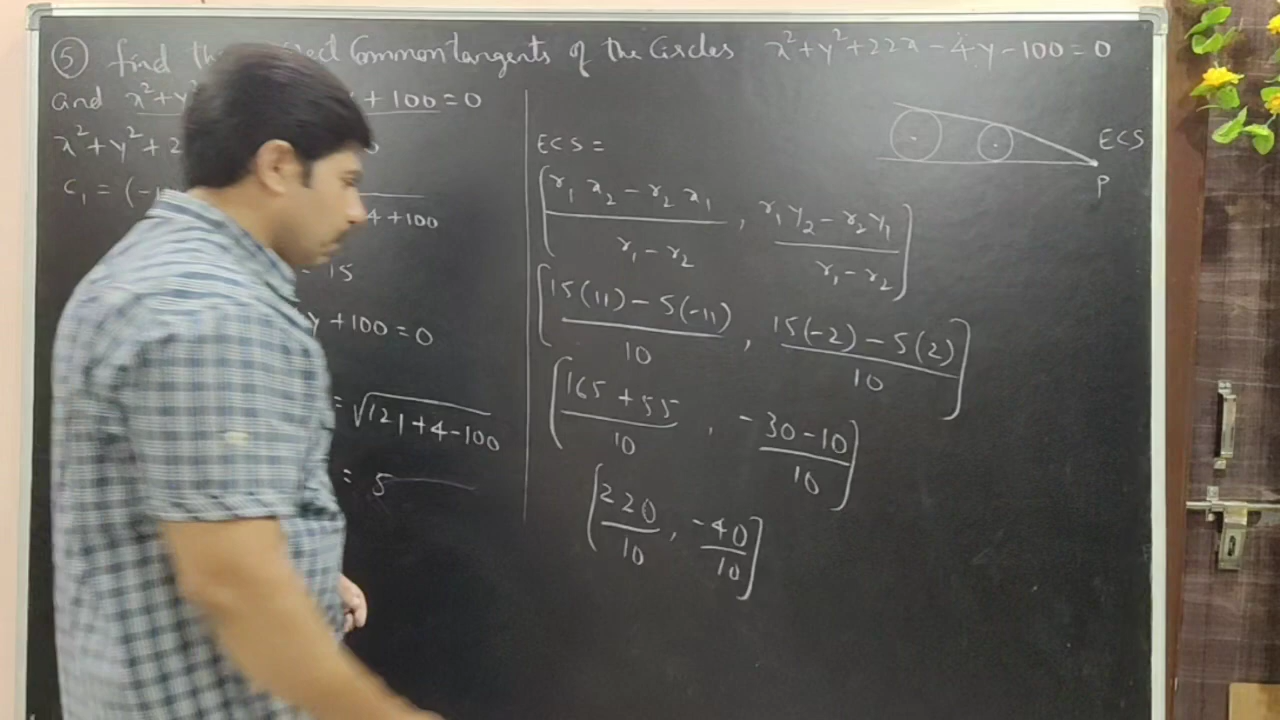 ⑤ find Common tangents of the Circles x²+y²+22x-4y-100=0
and x²+y² y+100=0
x²+y²+2
C₁ = (-1
4+100
- 15
y+100=0
= √121+4-100
= 5
ECS =
[r₁x₂-r₂x₁ / r₁-r₂ , r₁y₂-r₂y₁ / r₁-r₂]
[15(11)-5(-11) / 10 , 15(-2)-5(2) / 10]
[165+55 / 10 , -30-10 / 10]
[220 / 10 , -40 / 10]
ECS
P